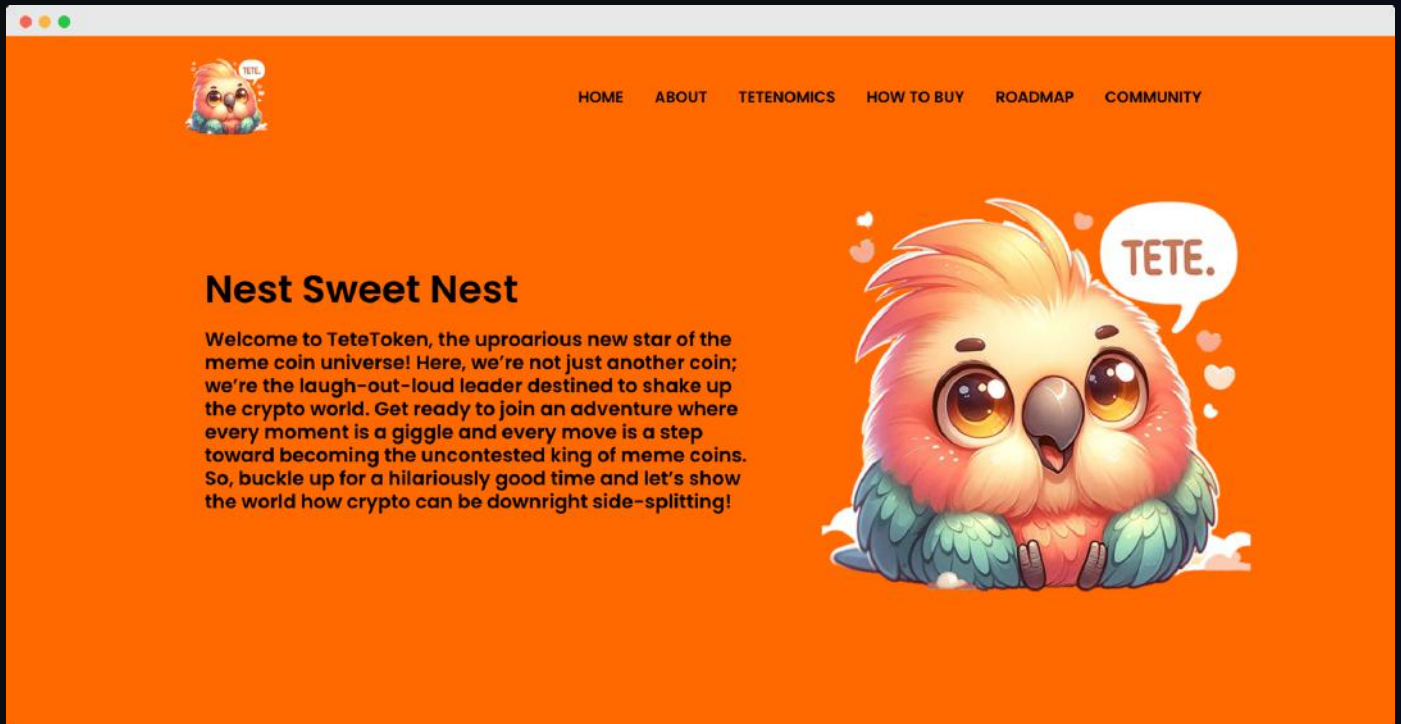 TETE.
HOME ABOUT TETENOMICS HOW TO BUY ROADMAP COMMUNITY
TETE.
Nest Sweet Nest
Welcome to TeteToken, the uproarious new star of the
meme coin universe! Here, we’re not just another coin;
we’re the laugh-out-loud leader destined to shake up
the crypto world. Get ready to join an adventure where
every moment is a giggle and every move is a step
toward becoming the uncontested king of meme coins.
So, buckle up for a hilariously good time and let’s show
the world how crypto can be downright side-splitting!